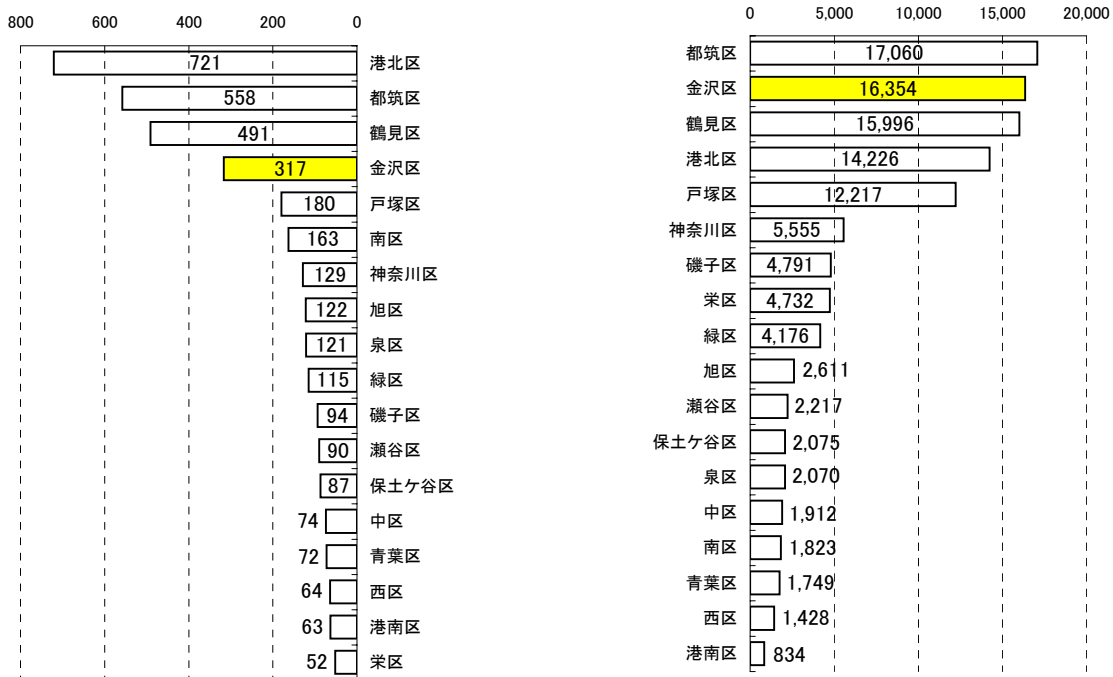 800 600 400 200 0
721 港北区
558 都筑区
491 鶴見区
317 金沢区
180 戸塚区
163 南区
129 神奈川区
122 旭区
121 泉区
115 緑区
94 磯子区
90 瀬谷区
87 保土ケ谷区
74 中区
72 青葉区
64 西区
63 港南区
52 栄区
0 5,000 10,000 15,000 20,000
都筑区 17,060
金沢区 16,354
鶴見区 15,996
港北区 14,226
戸塚区 12,217
神奈川区 5,555
磯子区 4,791
栄区 4,732
緑区 4,176
旭区 2,611
瀬谷区 2,217
保土ケ谷区 2,075
泉区 2,070
中区 1,912
南区 1,823
青葉区 1,749
西区 1,428
港南区 834